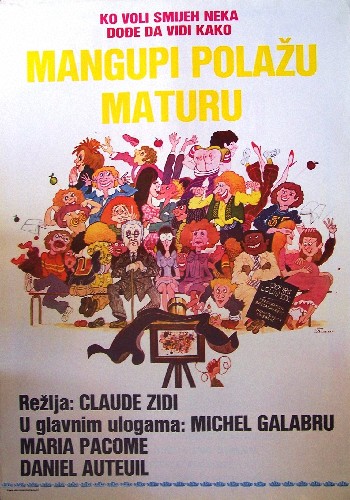 KO VOLI SMIJEH NEKA
DOĐE DA VIDI KAKO
MANGUPI POLAŽU
MATURU
Režija: CLAUDE ZIDI
U glavnim ulogama: MICHEL GALABRU
MARIA PACOME
DANIEL AUTEUIL